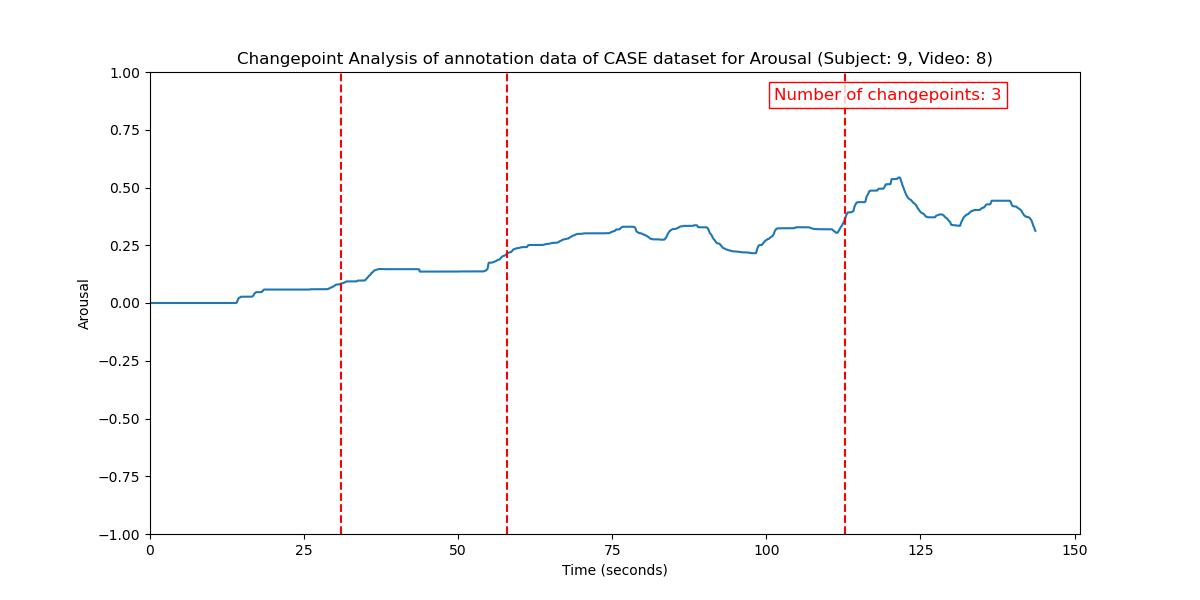 Changepoint Analysis of annotation data of CASE dataset for Arousal (Subject: 9, Video: 8)
Number of changepoints: 3
1.00
0.75
0.50
0.25
0.00
−0.25
−0.50
−0.75
−1.00
Arousal
0 25 50 75 100 125 150
Time (seconds)